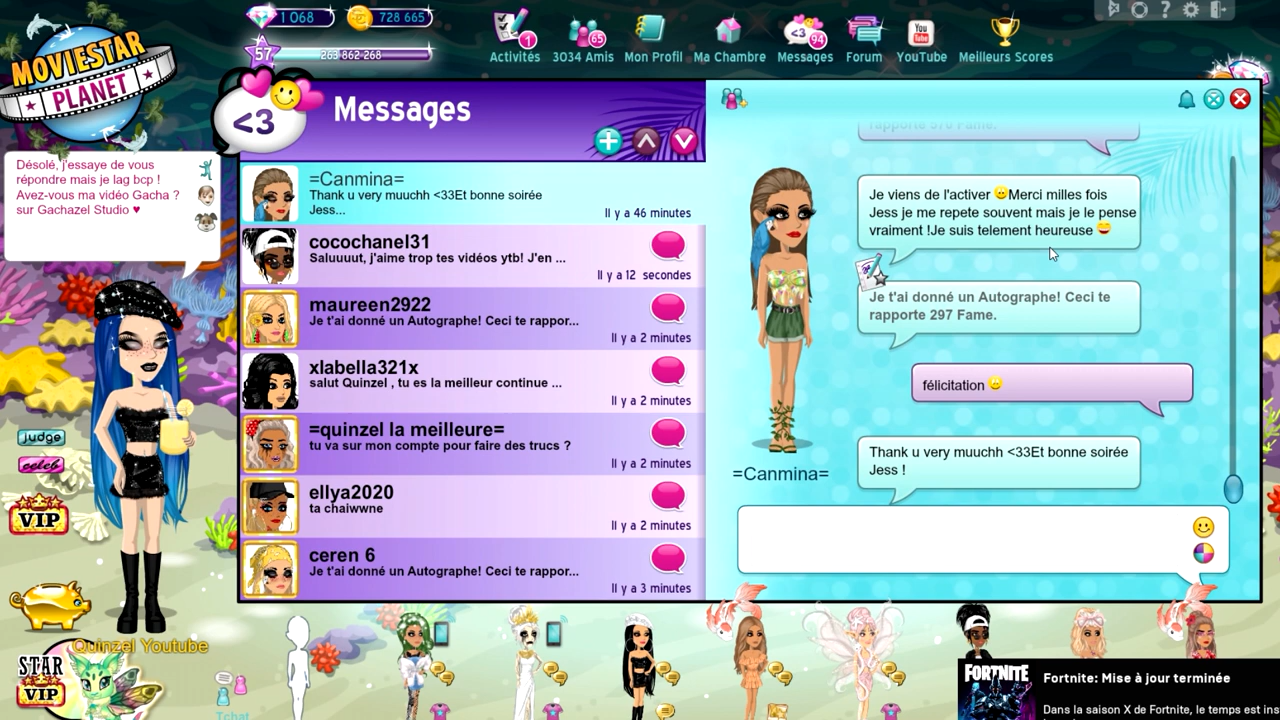 1 068
728 665
57
263 862 268
MOVIESTAR
PLANET
1
65
<3
94
You
Tube
Activités
3034 Amis
Mon Profil
Ma Chambre
Messages
Forum
YouTube
Meilleurs Scores
Désolé, j'essaye de vous
répondre mais je lag bcp !
Avez-vous ma vidéo Gacha ?
sur Gachazel Studio ♥
judge
celeb
VIP
STAR
VIP
Quinzel Youtube
Tchat
<3
Messages
=Canmina=
Thank u very muuchh <33Et bonne soirée
Jess...
Il y a 46 minutes
cocochanel31
Saluuuut, j'aime trop tes vidéos ytb! J'en ...
Il y a 12 secondes
maureen2922
Je t'ai donné un Autographe! Ceci te rappor...
Il y a 2 minutes
xlabella321x
salut Quinzel , tu es la meilleur continue ...
Il y a 2 minutes
=quinzel la meilleure=
tu va sur mon compte pour faire des trucs ?
Il y a 2 minutes
ellya2020
ta chaiwwne
Il y a 2 minutes
ceren 6
Je t'ai donné un Autographe! Ceci te rappor...
Il y a 3 minutes
=Canmina=
rapporte 570 Fame.
Je viens de l'activer 😀Merci milles fois
Jess je me repete souvent mais je le pense
vraiment !Je suis telement heureuse 😄
Je t'ai donné un Autographe! Ceci te
rapporte 297 Fame.
félicitation 🙂
Thank u very muuchh <33Et bonne soirée
Jess !
FORTNITE
Fortnite: Mise à jour terminée
Dans la saison X de Fortnite, le temps est ins